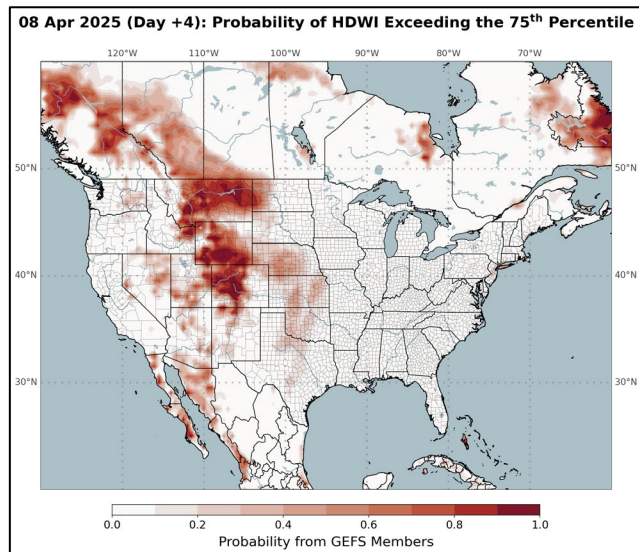 08 Apr 2025 (Day +4): Probability of HDWI Exceeding the 75th Percentile
120°W 110°W 100°W 90°W 80°W 70°W
50°N 50°N
40°N 40°N
30°N 30°N
0.0 0.2 0.4 0.6 0.8 1.0
Probability from GEFS Members